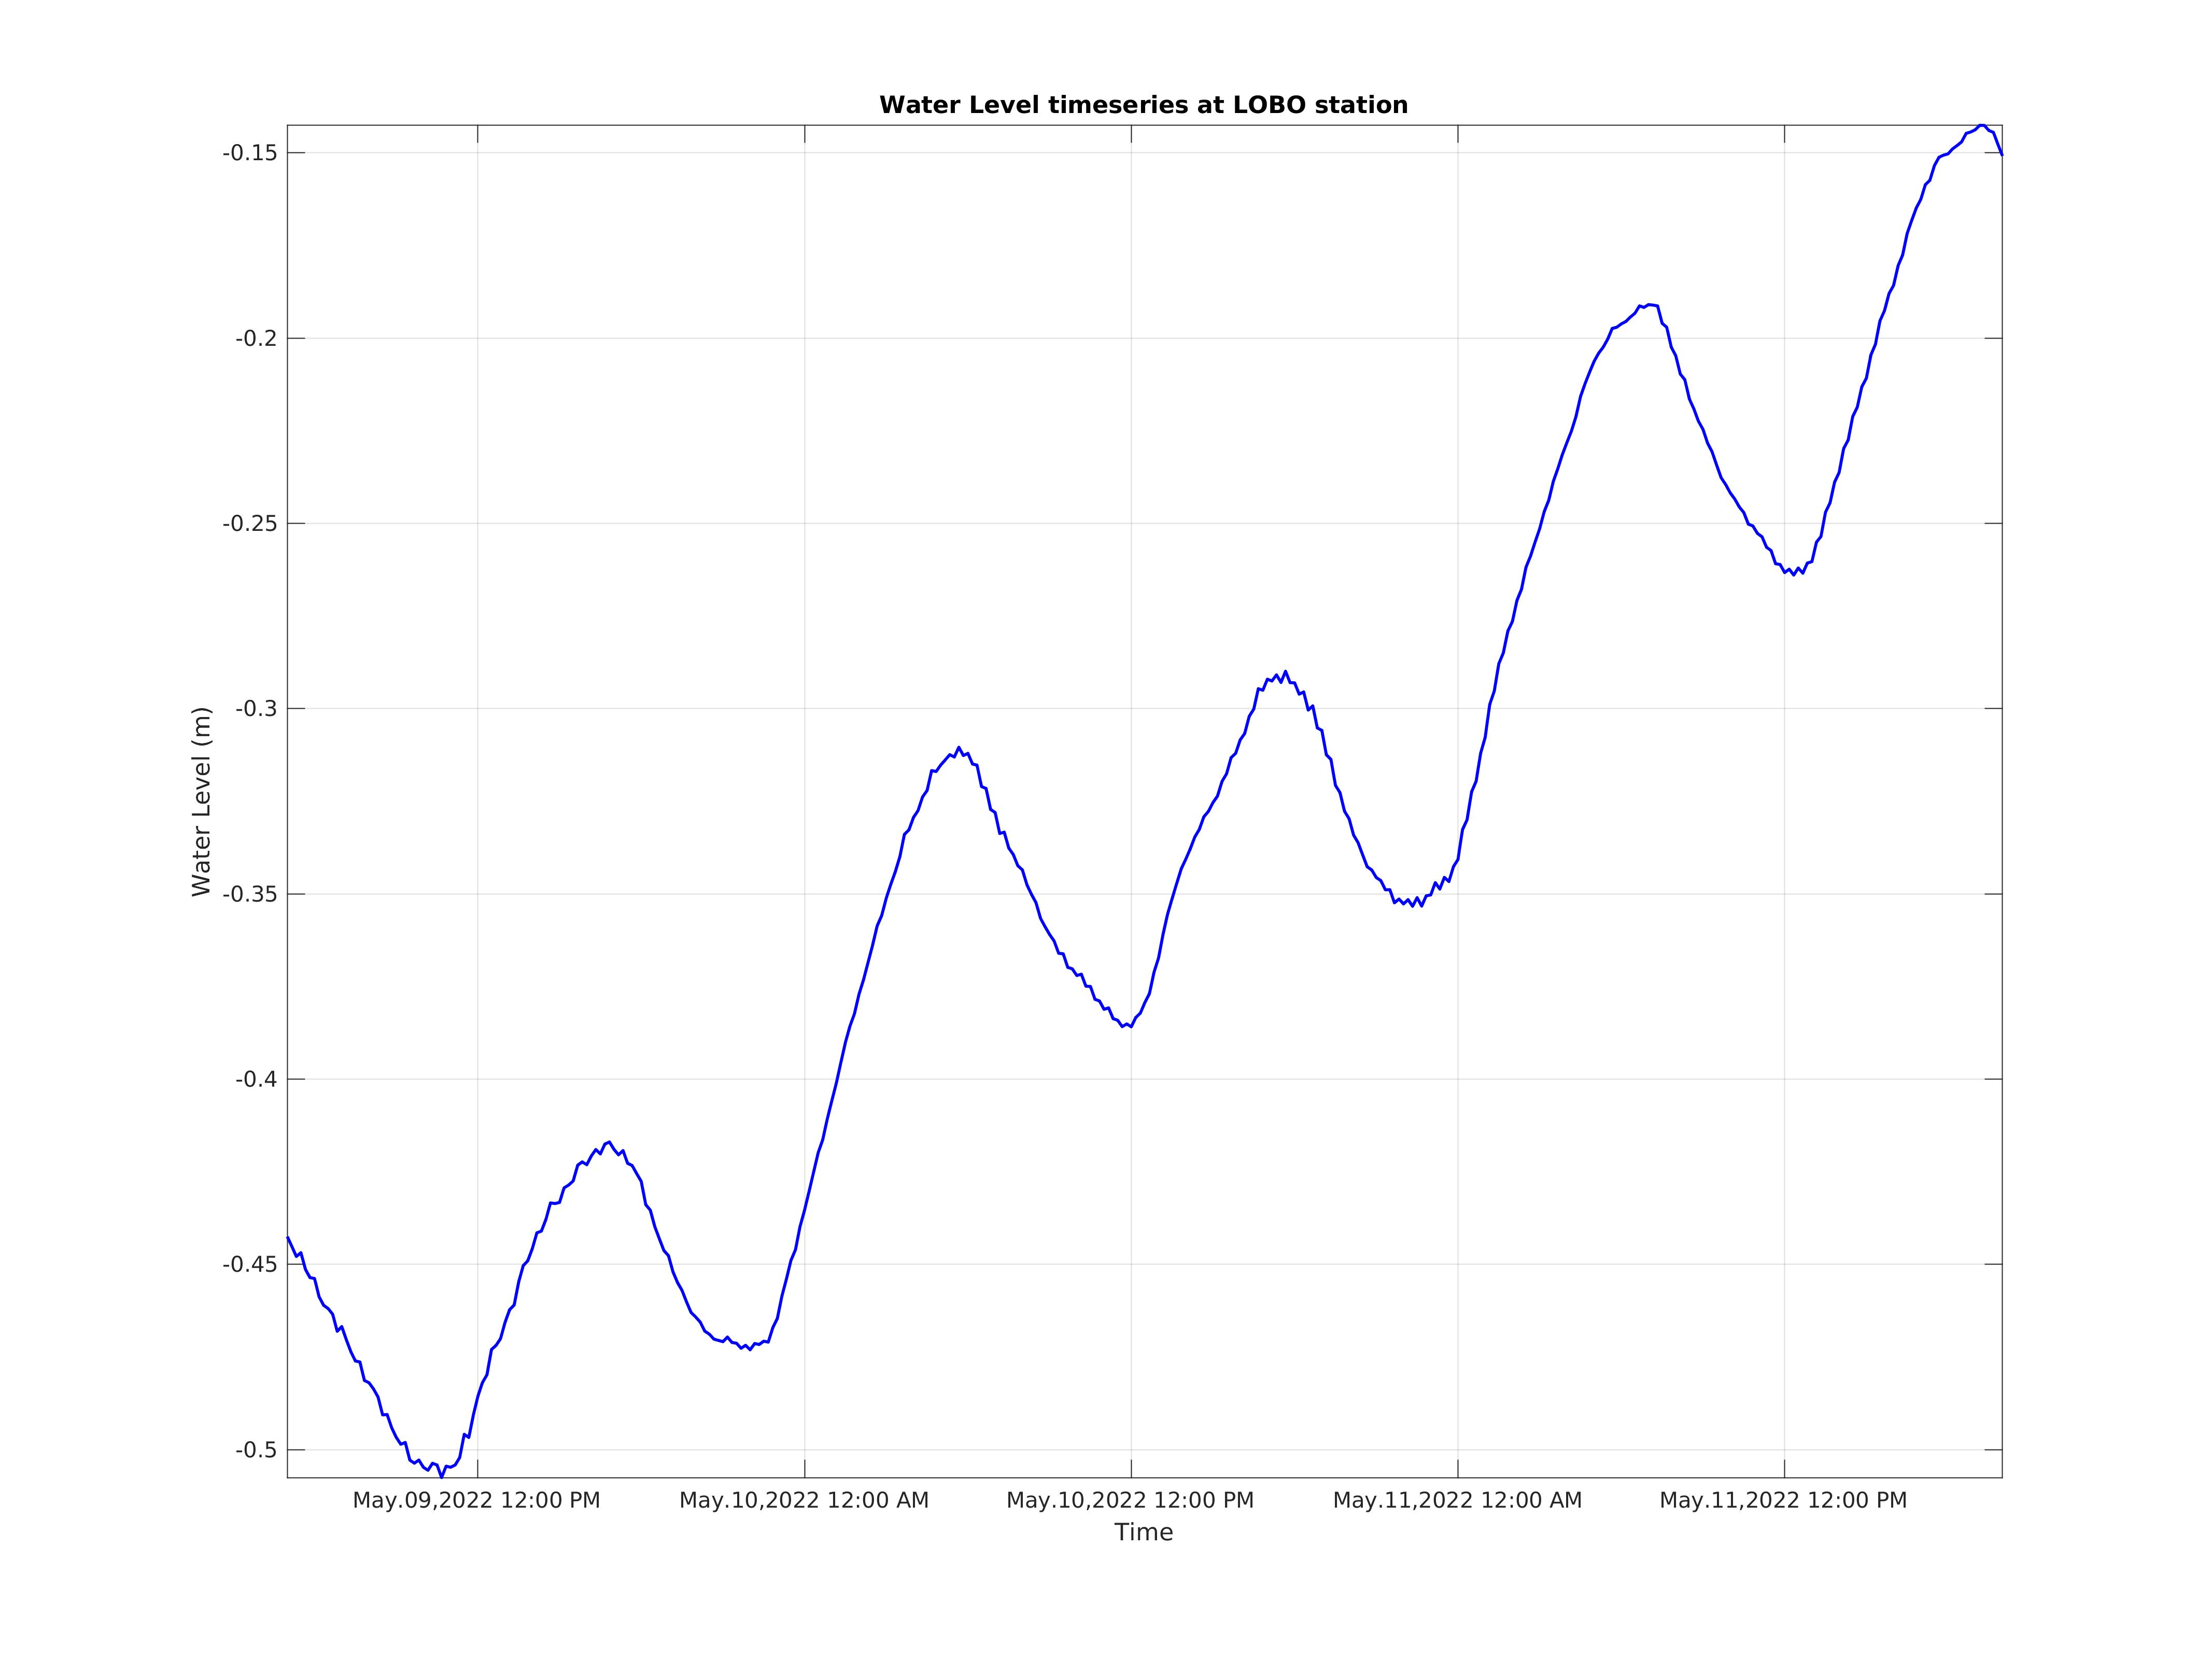 Water Level timeseries at LOBO station
-0.15
-0.2
-0.25
-0.3
-0.35
-0.4
-0.45
-0.5
Water Level (m)
May.09,2022 12:00 PM
May.10,2022 12:00 AM
May.10,2022 12:00 PM
May.11,2022 12:00 AM
May.11,2022 12:00 PM
Time